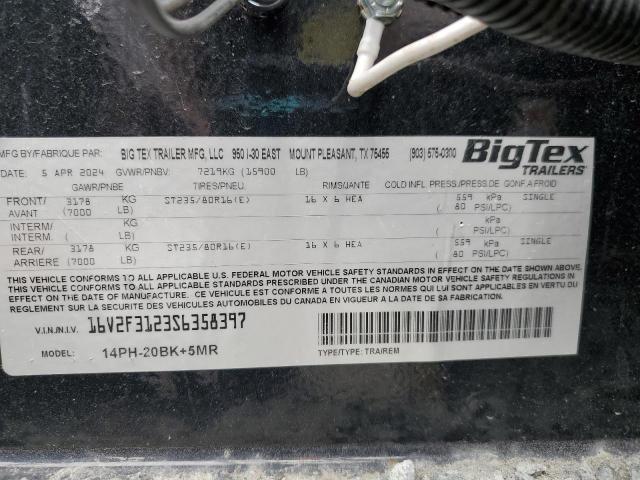 MFG BY/FABRIQUE PAR: BIG TEX TRAILER MFG, LLC 950 I-30 EAST MOUNT PLEASANT, TX 75455 (903) 575-0300 BigTex TRAILERS
DATE: 5 APR 2024 GVWR/PNBV: 7219KG (15900 LB)
GAWR/PNBE TIRES/PNEU. RIMS/JANTE COLD INFL. PRESS./PRESS.DE GONF.A FROID
FRONT/ 3178 KG ST235/80R16(E) 16 X 6 HEA 559 kPa SINGLE
AVANT (7000 LB) ( 80 PSI/LPC)
INTERM/ KG kPa
INTERM. ( LB) ( PSI/LPC)
REAR/ 3178 KG ST235/80R16(E) 16 X 6 HEA 559 kPa SINGLE
ARRIERE (7000 LB) ( 80 PSI/LPC)
THIS VEHICLE CONFORMS TO ALL APPLICABLE U.S. FEDERAL MOTOR VEHICLE SAFETY STANDARDS IN EFFECT ON THE DATE SHOWN ABOVE.
THIS VEHICLE CONFORMS TO ALL APPLICABLE STANDARDS PRESCRIBED UNDER THE CANADIAN MOTOR VEHICLE SAFETY
REGULATIONS IN EFFECT ON THE DATE OF MANUFACTURE / CE VEHICULE EST CONFORME A TOUTES LES NORMES QUI LUI SONT APPLICABLES EN VERTU DU
REGLEMENT SUR LE SECURITE DES VEHICULES AUTOMOBILES DU CANADA EN VIGUEUR A LA DATE DE SA FABRICATION
V.I.N./N.I.V. 16V2F3123S6358397
MODEL: 14PH-20BK+5MR TYPE/TYPE: TRA/REM